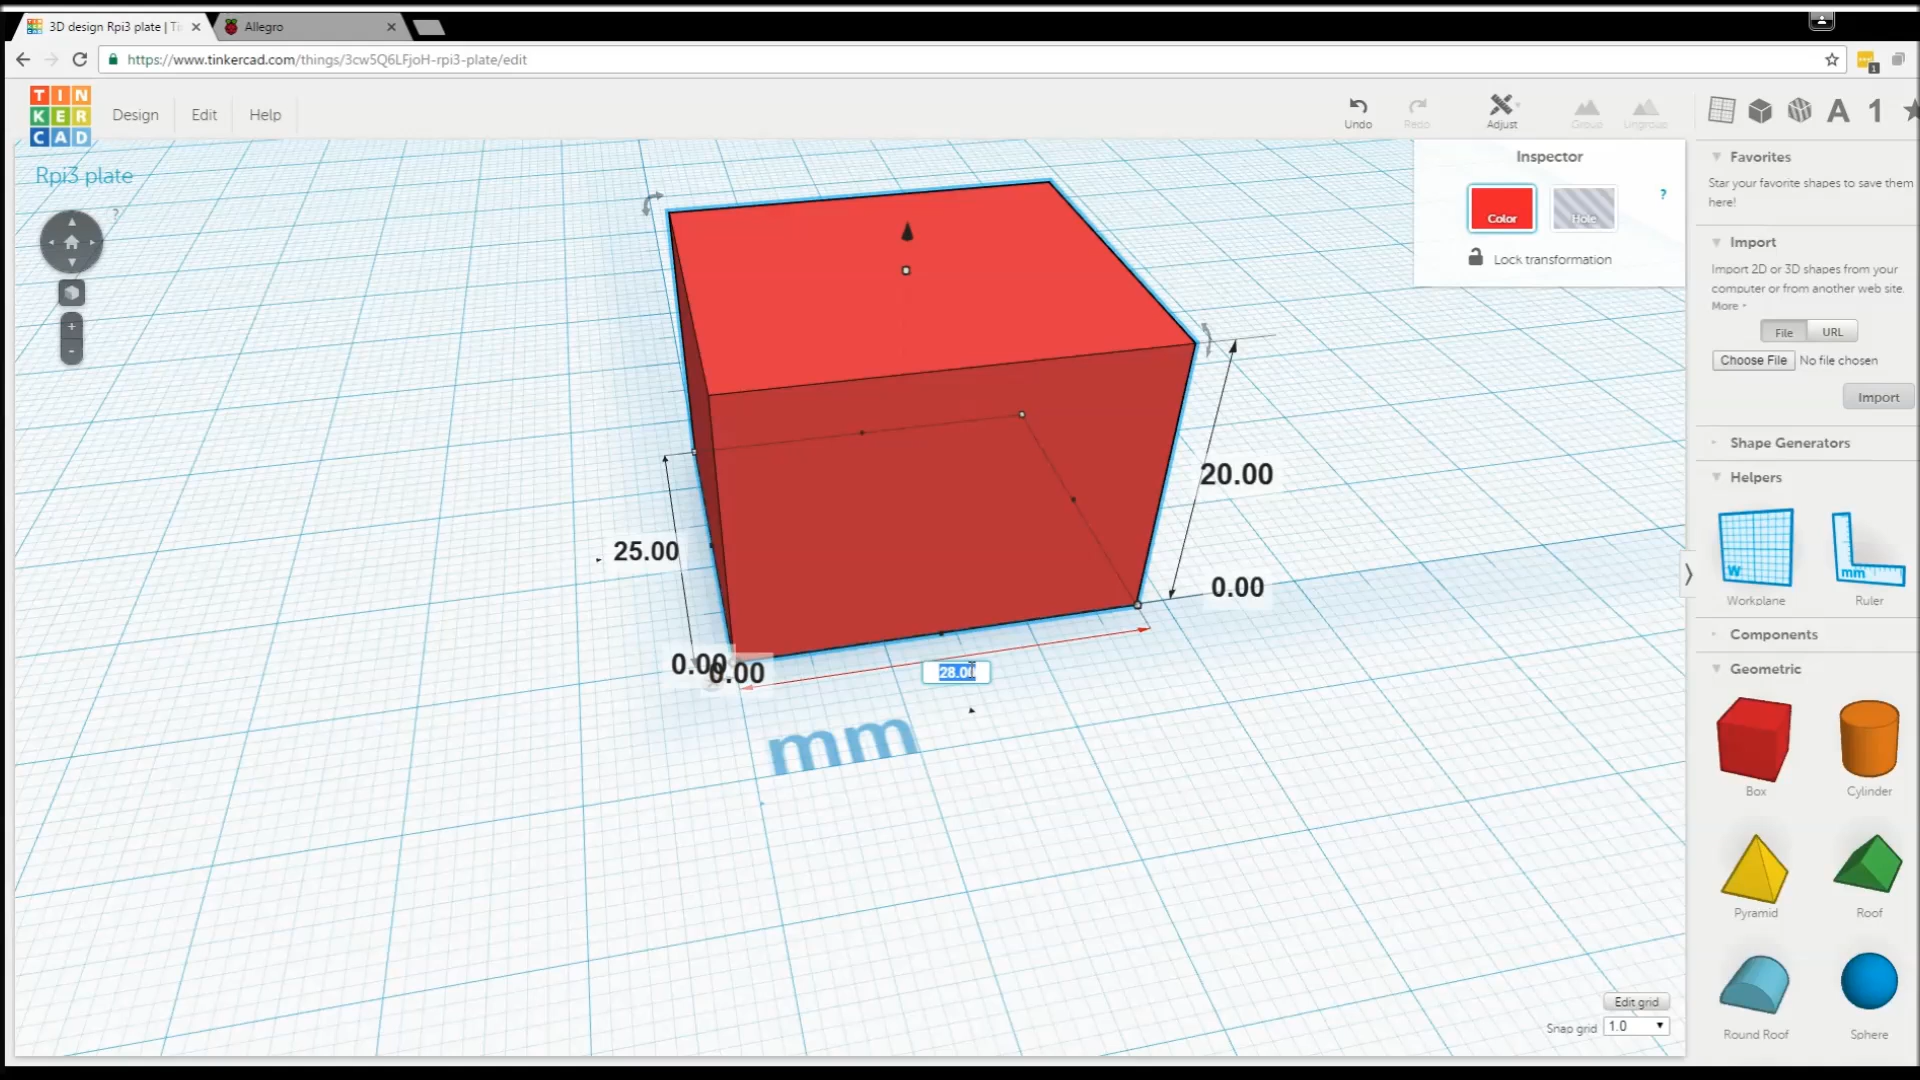 3D design Rpi3 plate | Ti
Allegro
https://www.tinkercad.com/things/3cw5Q6LFjoH-rpi3-plate/edit
1
TIN
KER
CAD
Design
Edit
Help
Undo
Redo
Adjust
Group
Ungroup
A
1
Rpi3 plate
?
Inspector
Color
Hole
?
Lock transformation
Favorites
Star your favorite shapes to save them
here!
Import
Import 2D or 3D shapes from your
computer or from another web site.
More
File
URL
Choose File
No file chosen
Import
Shape Generators
Helpers
W
mm
Workplane
Ruler
Components
Geometric
Box
Cylinder
Pyramid
Roof
Round Roof
Sphere
+
-
20.00
25.00
0.00
0.00
0.00
28.00
mm
Edit grid
Snap grid
1.0